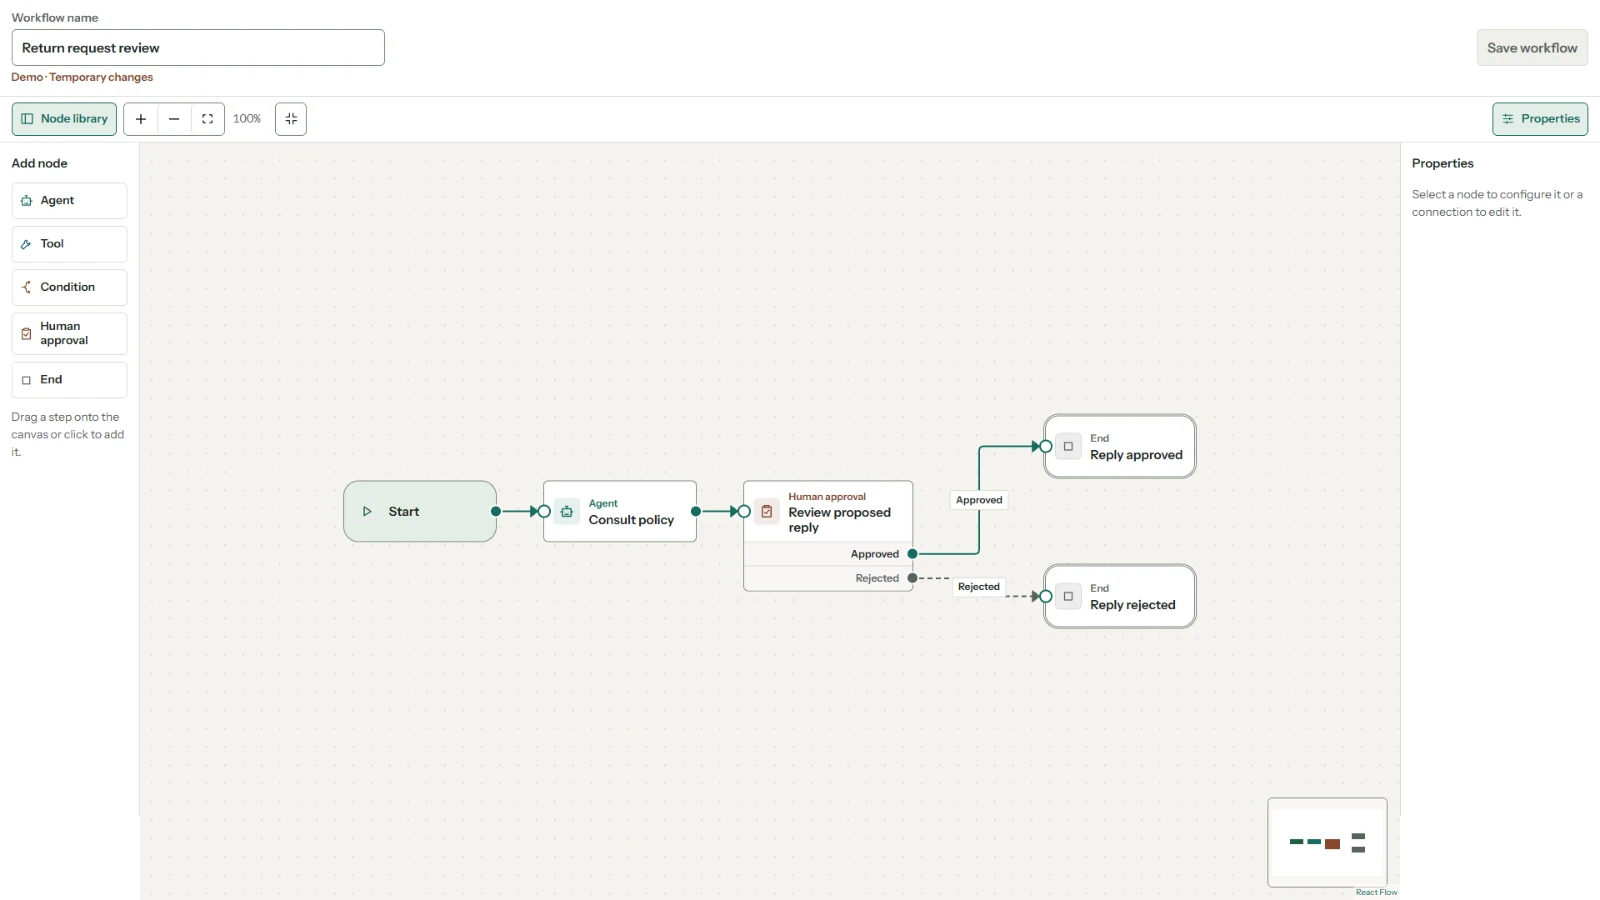 Workflow name
Return request review
Demo · Temporary changes
Save workflow
Node library
100%
Properties
Add node
Agent
Tool
Condition
Human
approval
End
Drag a step onto the
canvas or click to add
it.
Start
Agent
Consult policy
Human approval
Review proposed
reply
Approved
Rejected
Approved
Rejected
End
Reply approved
End
Reply rejected
Properties
Select a node to configure it or a
connection to edit it.
React Flow